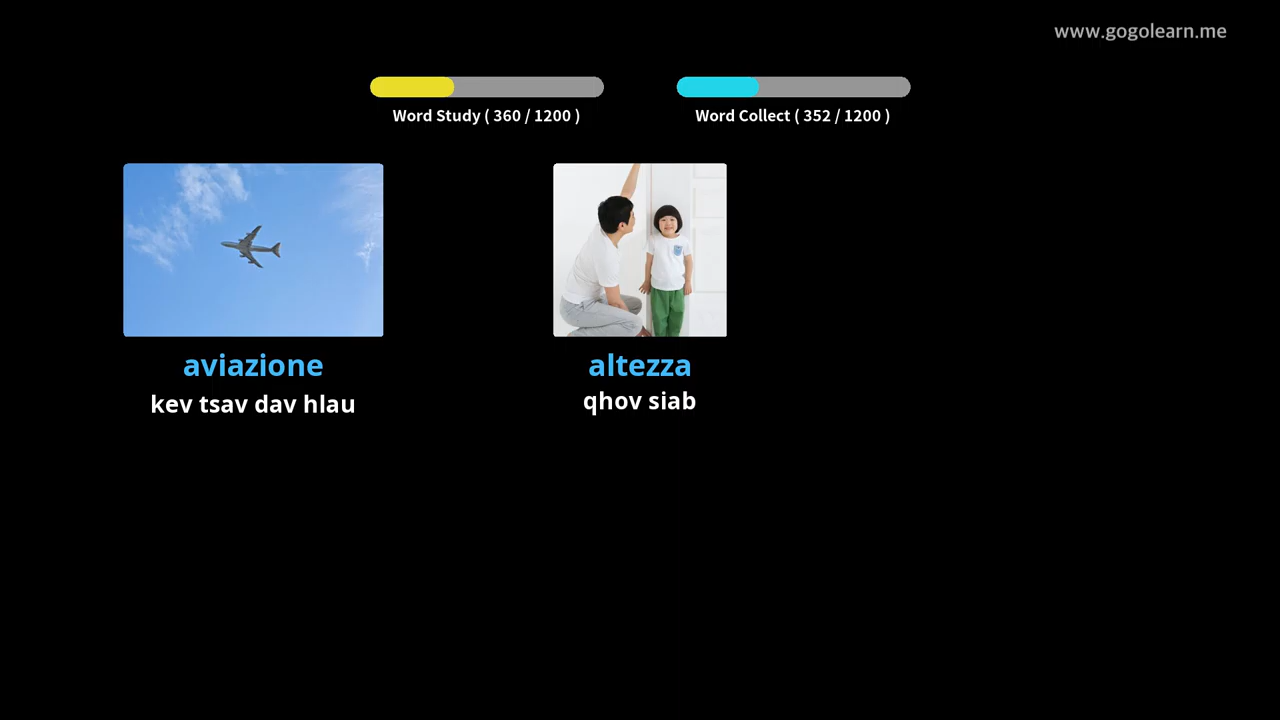 www.gogolearn.me
Word Study ( 360 / 1200 )
Word Collect ( 352 / 1200 )
aviazione
kev tsav dav hlau
altezza
qhov siab